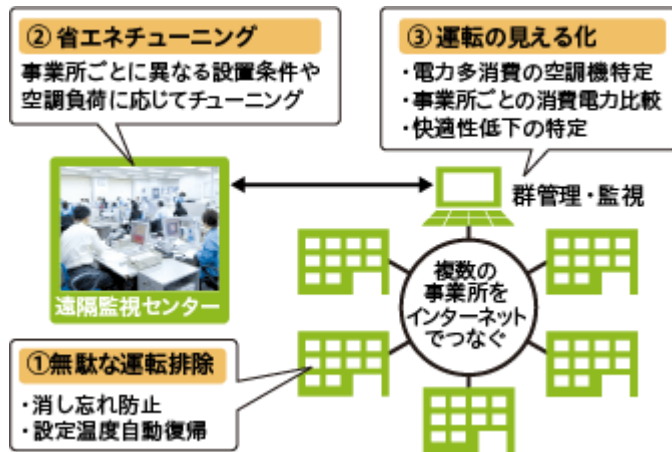 ② 省エネチューニング
事業所ごとに異なる設置条件や
空調負荷に応じてチューニング
③ 運転の見える化
・電力多消費の空調機特定
・事業所ごとの消費電力比較
・快適性低下の特定
群管理・監視
遠隔監視センター
複数の
事業所を
インターネット
でつなぐ
①無駄な運転排除
・消し忘れ防止
・設定温度自動復帰